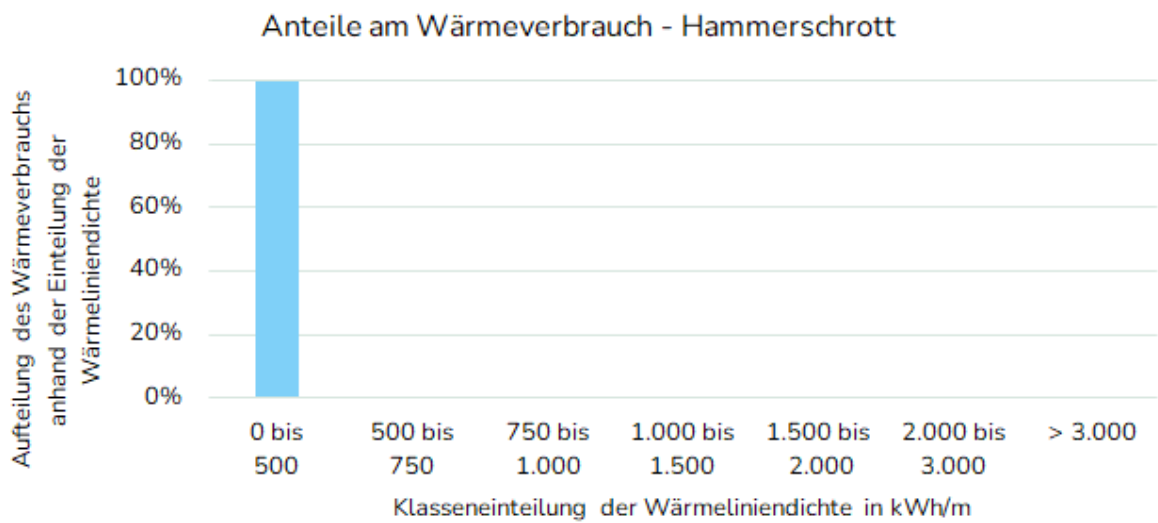 Anteile am Wärmeverbrauch - Hammerschrott
Aufteilung des Wärmeverbrauchs
anhand der Einteilung der
Wärmeliniendichte
100%
80%
60%
40%
20%
0%
0 bis 500 bis 750 bis 1.000 bis 1.500 bis 2.000 bis > 3.000
500 750 1.000 1.500 2.000 3.000
Klasseneinteilung der Wärmeliniendichte in kWh/m